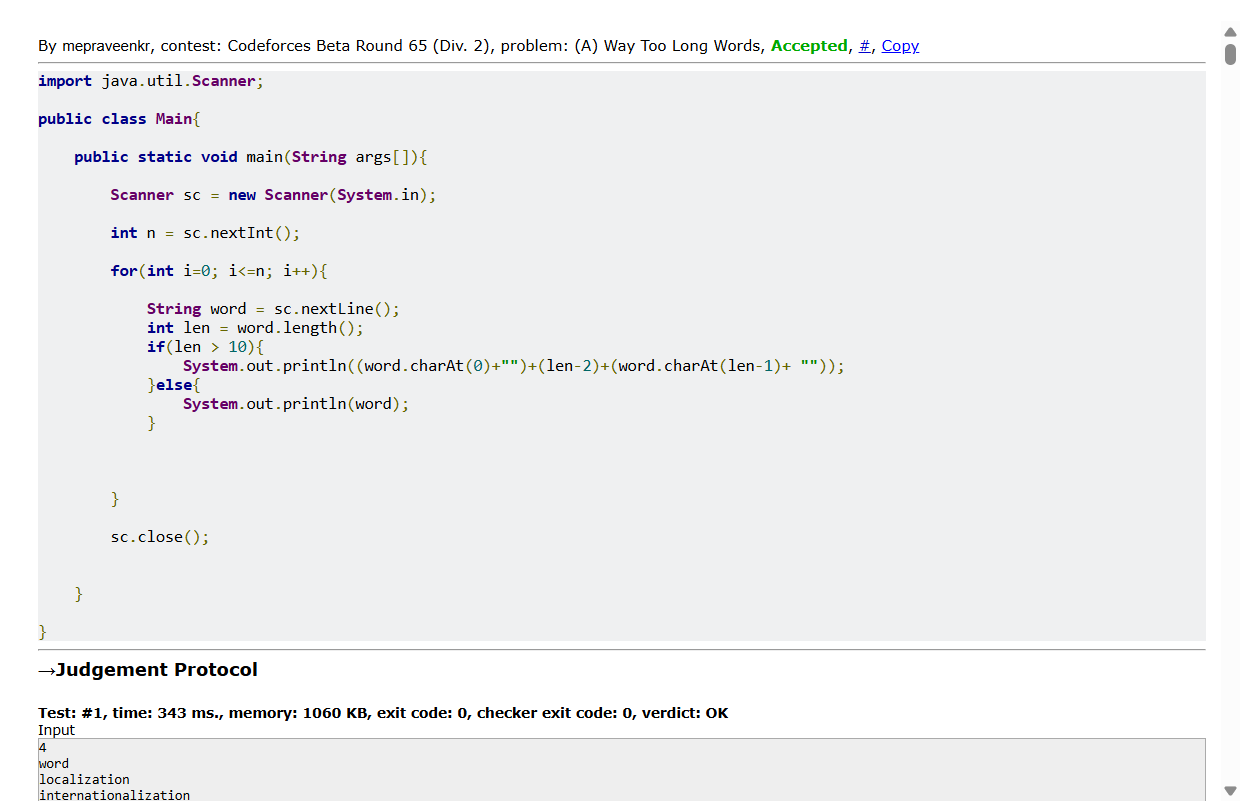 By mepraveenkr, contest: Codeforces Beta Round 65 (Div. 2), problem: (A) Way Too Long Words, Accepted, #, Copy
import java.util.Scanner;
public class Main{
    public static void main(String args[]){
        Scanner sc = new Scanner(System.in);
        int n = sc.nextInt();
        for(int i=0; i<=n; i++){
            String word = sc.nextLine();
            int len = word.length();
            if(len > 10){
                System.out.println((word.charAt(0)+"")+(len-2)+(word.charAt(len-1)+ ""));
            }else{
                System.out.println(word);
            }
        }
        sc.close();
    }
}
→Judgement Protocol
Test: #1, time: 343 ms., memory: 1060 KB, exit code: 0, checker exit code: 0, verdict: OK
Input
4
word
localization
internationalization